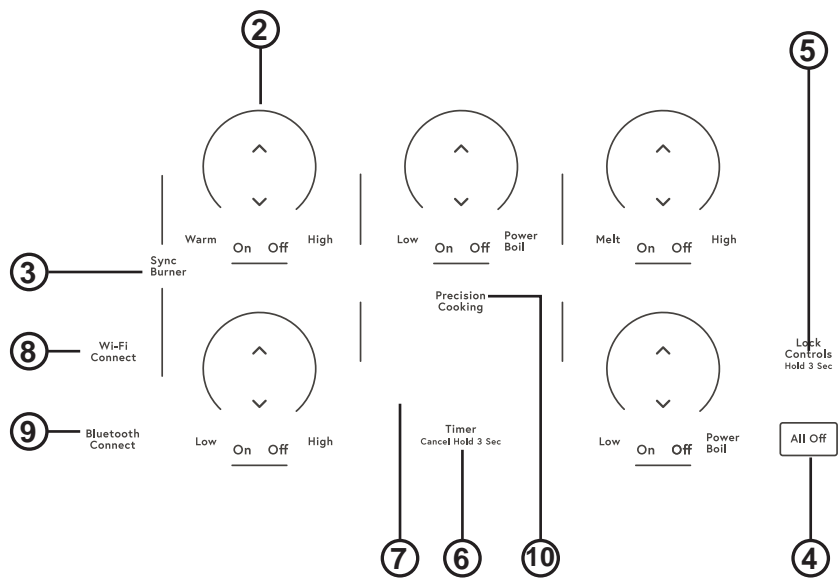 2
5
Warm On Off High
Low On Off Power
Boil
Melt On Off High
3
Sync
Burner
Precision
Cooking
8
Wi-Fi
Connect
Lock
Controls
Hold 3 Sec
9
Bluetooth
Connect
Low On Off High
Timer
Cancel Hold 3 Sec
Low On Off Power
Boil
All Off
7
6
10
4